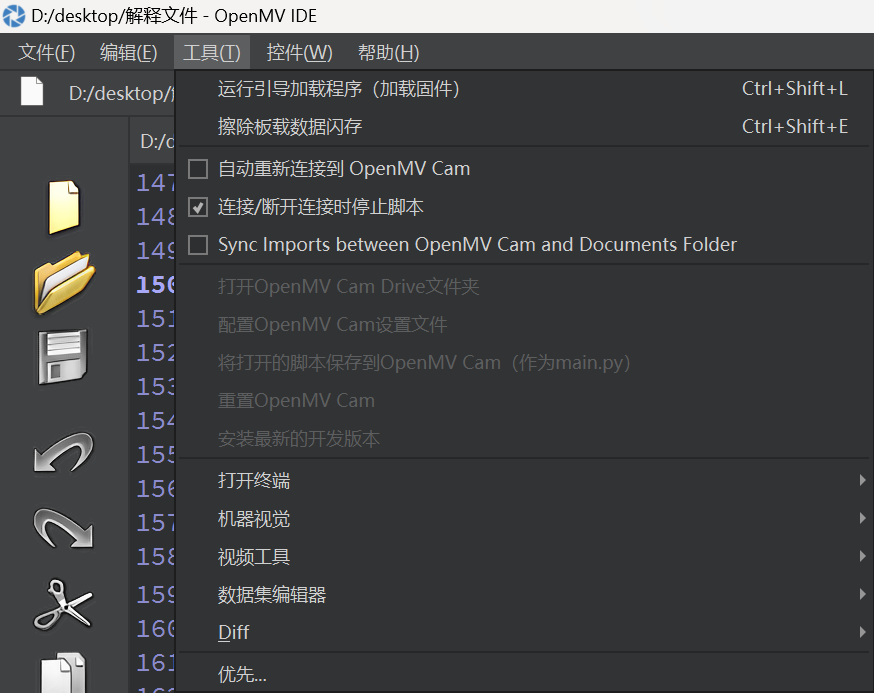 D:/desktop/解释文件 - OpenMV IDE
文件(F) 编辑(E) 工具(T) 控件(W) 帮助(H)
D:/desktop/
运行引导加载程序（加载固件） Ctrl+Shift+L
擦除板载数据闪存 Ctrl+Shift+E
D:/d
自动重新连接到 OpenMV Cam
147
连接/断开连接时停止脚本
148
Sync Imports between OpenMV Cam and Documents Folder
149
150
打开OpenMV Cam Drive文件夹
151
配置OpenMV Cam设置文件
152
将打开的脚本保存到OpenMV Cam（作为main.py）
153
重置OpenMV Cam
154
安装最新的开发版本
155
打开终端
156
机器视觉
157
视频工具
158
数据集编辑器
159
Diff
160
161
优先...